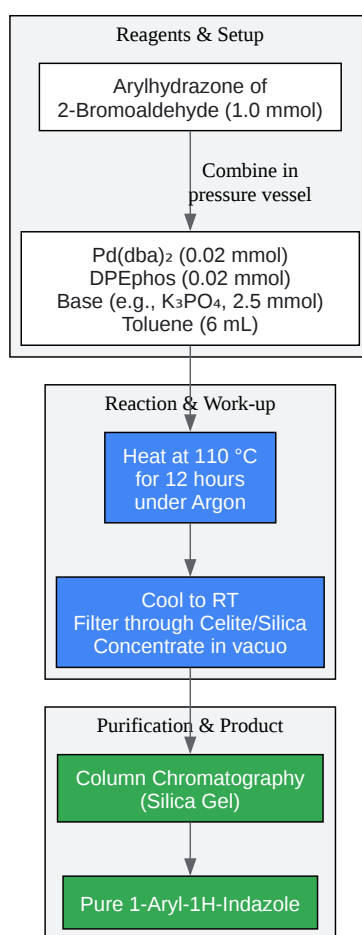 Reagents & Setup
Arylhydrazone of
2-Bromoaldehyde (1.0 mmol)
Combine in
pressure vessel
Pd(dba)₂ (0.02 mmol)
DPEphos (0.02 mmol)
Base (e.g., K₃PO₄, 2.5 mmol)
Toluene (6 mL)
Reaction & Work-up
Heat at 110 °C
for 12 hours
under Argon
Cool to RT
Filter through Celite/Silica
Concentrate in vacuo
Purification & Product
Column Chromatography
(Silica Gel)
Pure 1-Aryl-1H-Indazole